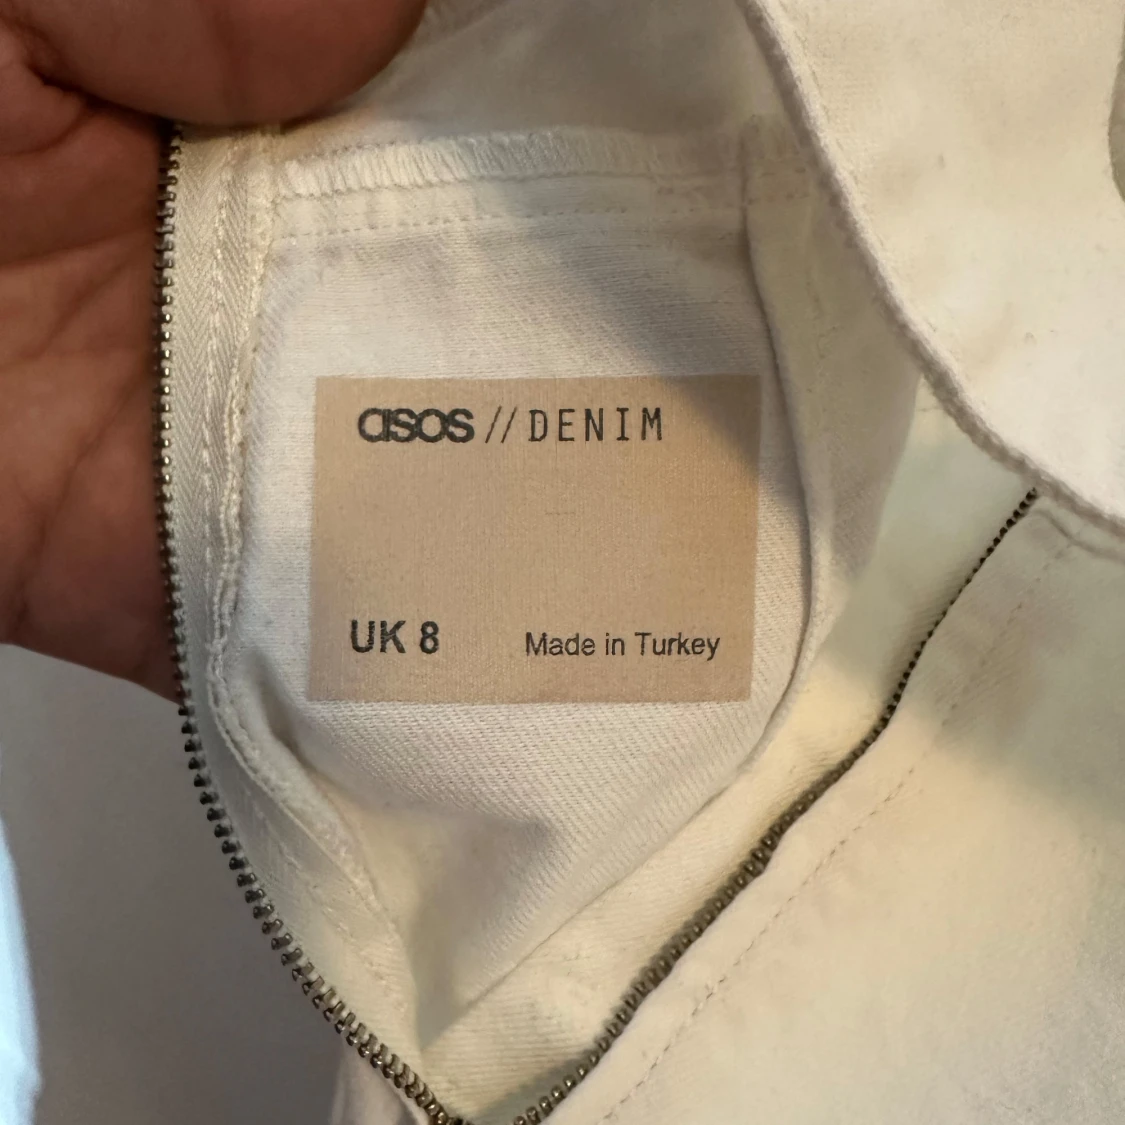 asos // DENIM
UK 8 Made in Turkey